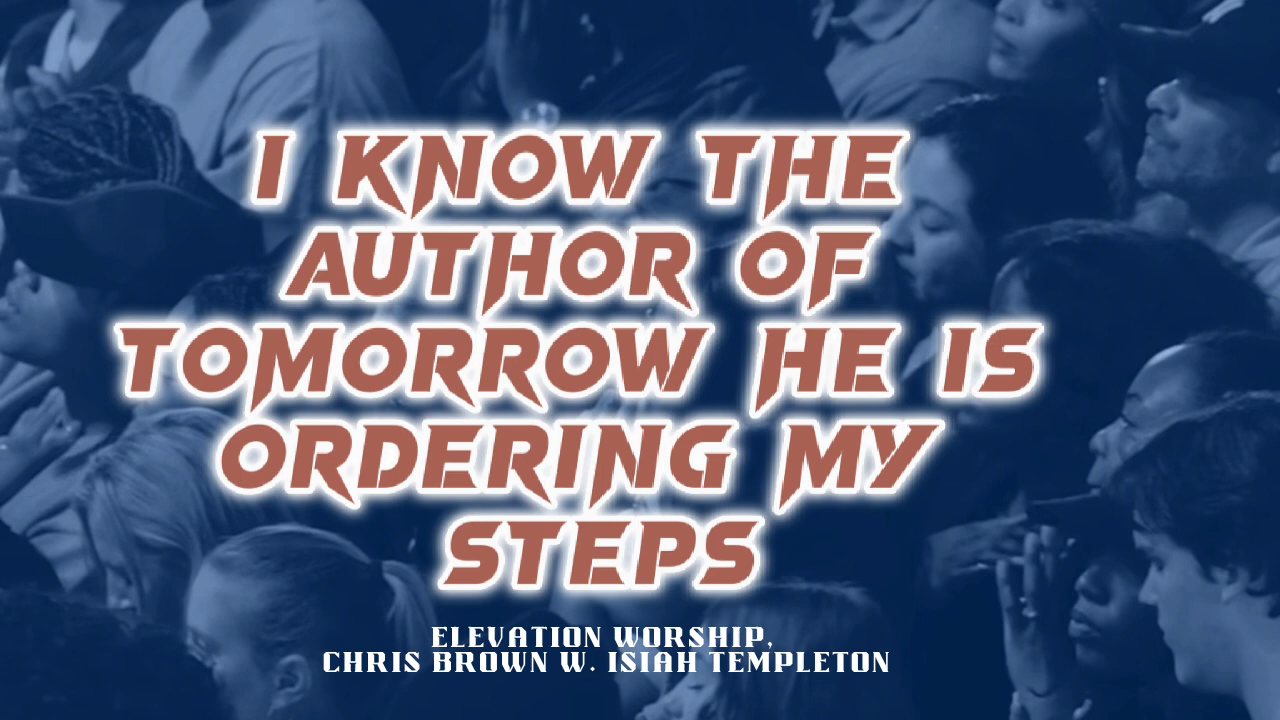 I KNOW THE
AUTHOR OF
TOMORROW HE IS
ORDERING MY
STEPS
ELEVATION WORSHIP,
CHRIS BROWN W. ISIAH TEMPLETON